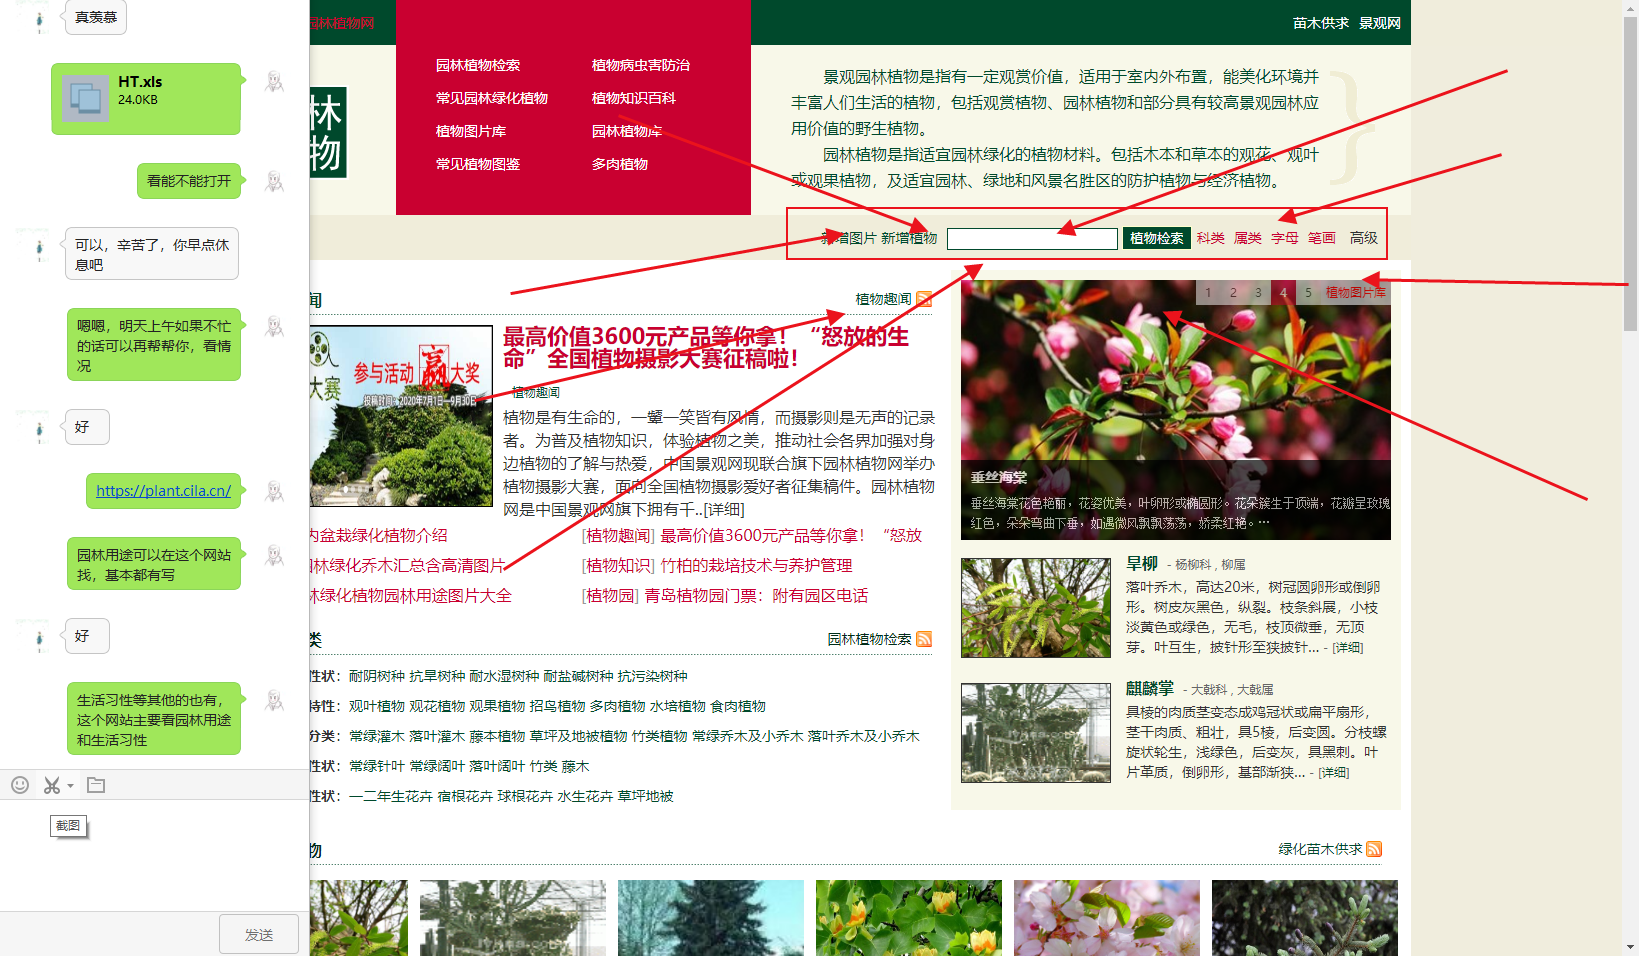 真羡慕
HT.xls
24.0KB
看能不能打开
可以，辛苦了，你早点休
息吧
嗯嗯，明天上午如果不忙
的话可以再帮帮你，看情
况
好
https://plant.cila.cn/
园林用途可以在这个网站
找，基本都有写
好
生活习性等其他的也有，
这个网站主要看园林用途
和生活习性
截图
发送
园林植物网
苗木供求 景观网
园林植物检索 植物病虫害防治
常见园林绿化植物 植物知识百科
植物图片库 园林植物库
常见植物图鉴 多肉植物
林
物
景观园林植物是指有一定观赏价值，适用于室内外布置，能美化环境并
丰富人们生活的植物，包括观赏植物、园林植物和部分具有较高景观园林应
用价值的野生植物。
园林植物是指适宜园林绿化的植物材料。包括木本和草本的观花、观叶
或观果植物，及适宜园林、绿地和风景名胜区的防护植物与经济植物。
新增图片 新增植物 植物检索 科类 属类 字母 笔画 高级
闻 植物趣闻
参与活动赢大奖
大赛
投稿时间：2020年7月1日—9月30日
最高价值3600元产品等你拿！“怒放的生
命”全国植物摄影大赛征稿啦！
植物趣闻
植物是有生命的，一颦一笑皆有风情，而摄影则是无声的记录
者。为普及植物知识，体验植物之美，推动社会各界加强对身
边植物的了解与热爱，中国景观网现联合旗下园林植物网举办
植物摄影大赛，面向全国植物摄影爱好者征集稿件。园林植物
网是中国景观网旗下拥有千..[详细]
内盆栽绿化植物介绍 [植物趣闻] 最高价值3600元产品等你拿！“怒放
园林绿化乔木汇总含高清图片 [植物知识] 竹柏的栽培技术与养护管理
林绿化植物园林用途图片大全 [植物园] 青岛植物园门票：附有园区电话
类 园林植物检索
性状：耐阴树种 抗旱树种 耐水湿树种 耐盐碱树种 抗污染树种
特性：观叶植物 观花植物 观果植物 招鸟植物 多肉植物 水培植物 食肉植物
分类：常绿灌木 落叶灌木 藤本植物 草坪及地被植物 竹类植物 常绿乔木及小乔木 落叶乔木及小乔木
性状：常绿针叶 常绿阔叶 落叶阔叶 竹类 藤木
性状：一二年生花卉 宿根花卉 球根花卉 水生花卉 草坪地被
1 2 3 4 5 植物图片库
垂丝海棠
垂丝海棠花色艳丽，花姿优美，叶卵形或椭圆形。花朵簇生于顶端，花瓣呈玫瑰
红色，朵朵弯曲下垂，如遇微风飘飘荡荡，娇柔红艳。…
旱柳 - 杨柳科 , 柳属
落叶乔木，高达20米，树冠圆卵形或倒卵
形。树皮灰黑色，纵裂。枝条斜展，小枝
淡黄色或绿色，无毛，枝顶微垂，无顶
芽。叶互生，披针形至狭披针... - [详细]
麒麟掌 - 大戟科 , 大戟属
具棱的肉质茎变态成鸡冠状或扁平扇形，
茎干肉质、粗壮，具5棱，后变圆。分枝螺
旋状轮生，浅绿色，后变灰，具黑刺。叶
片革质，倒卵形，基部渐狭... - [详细]
物 绿化苗木供求